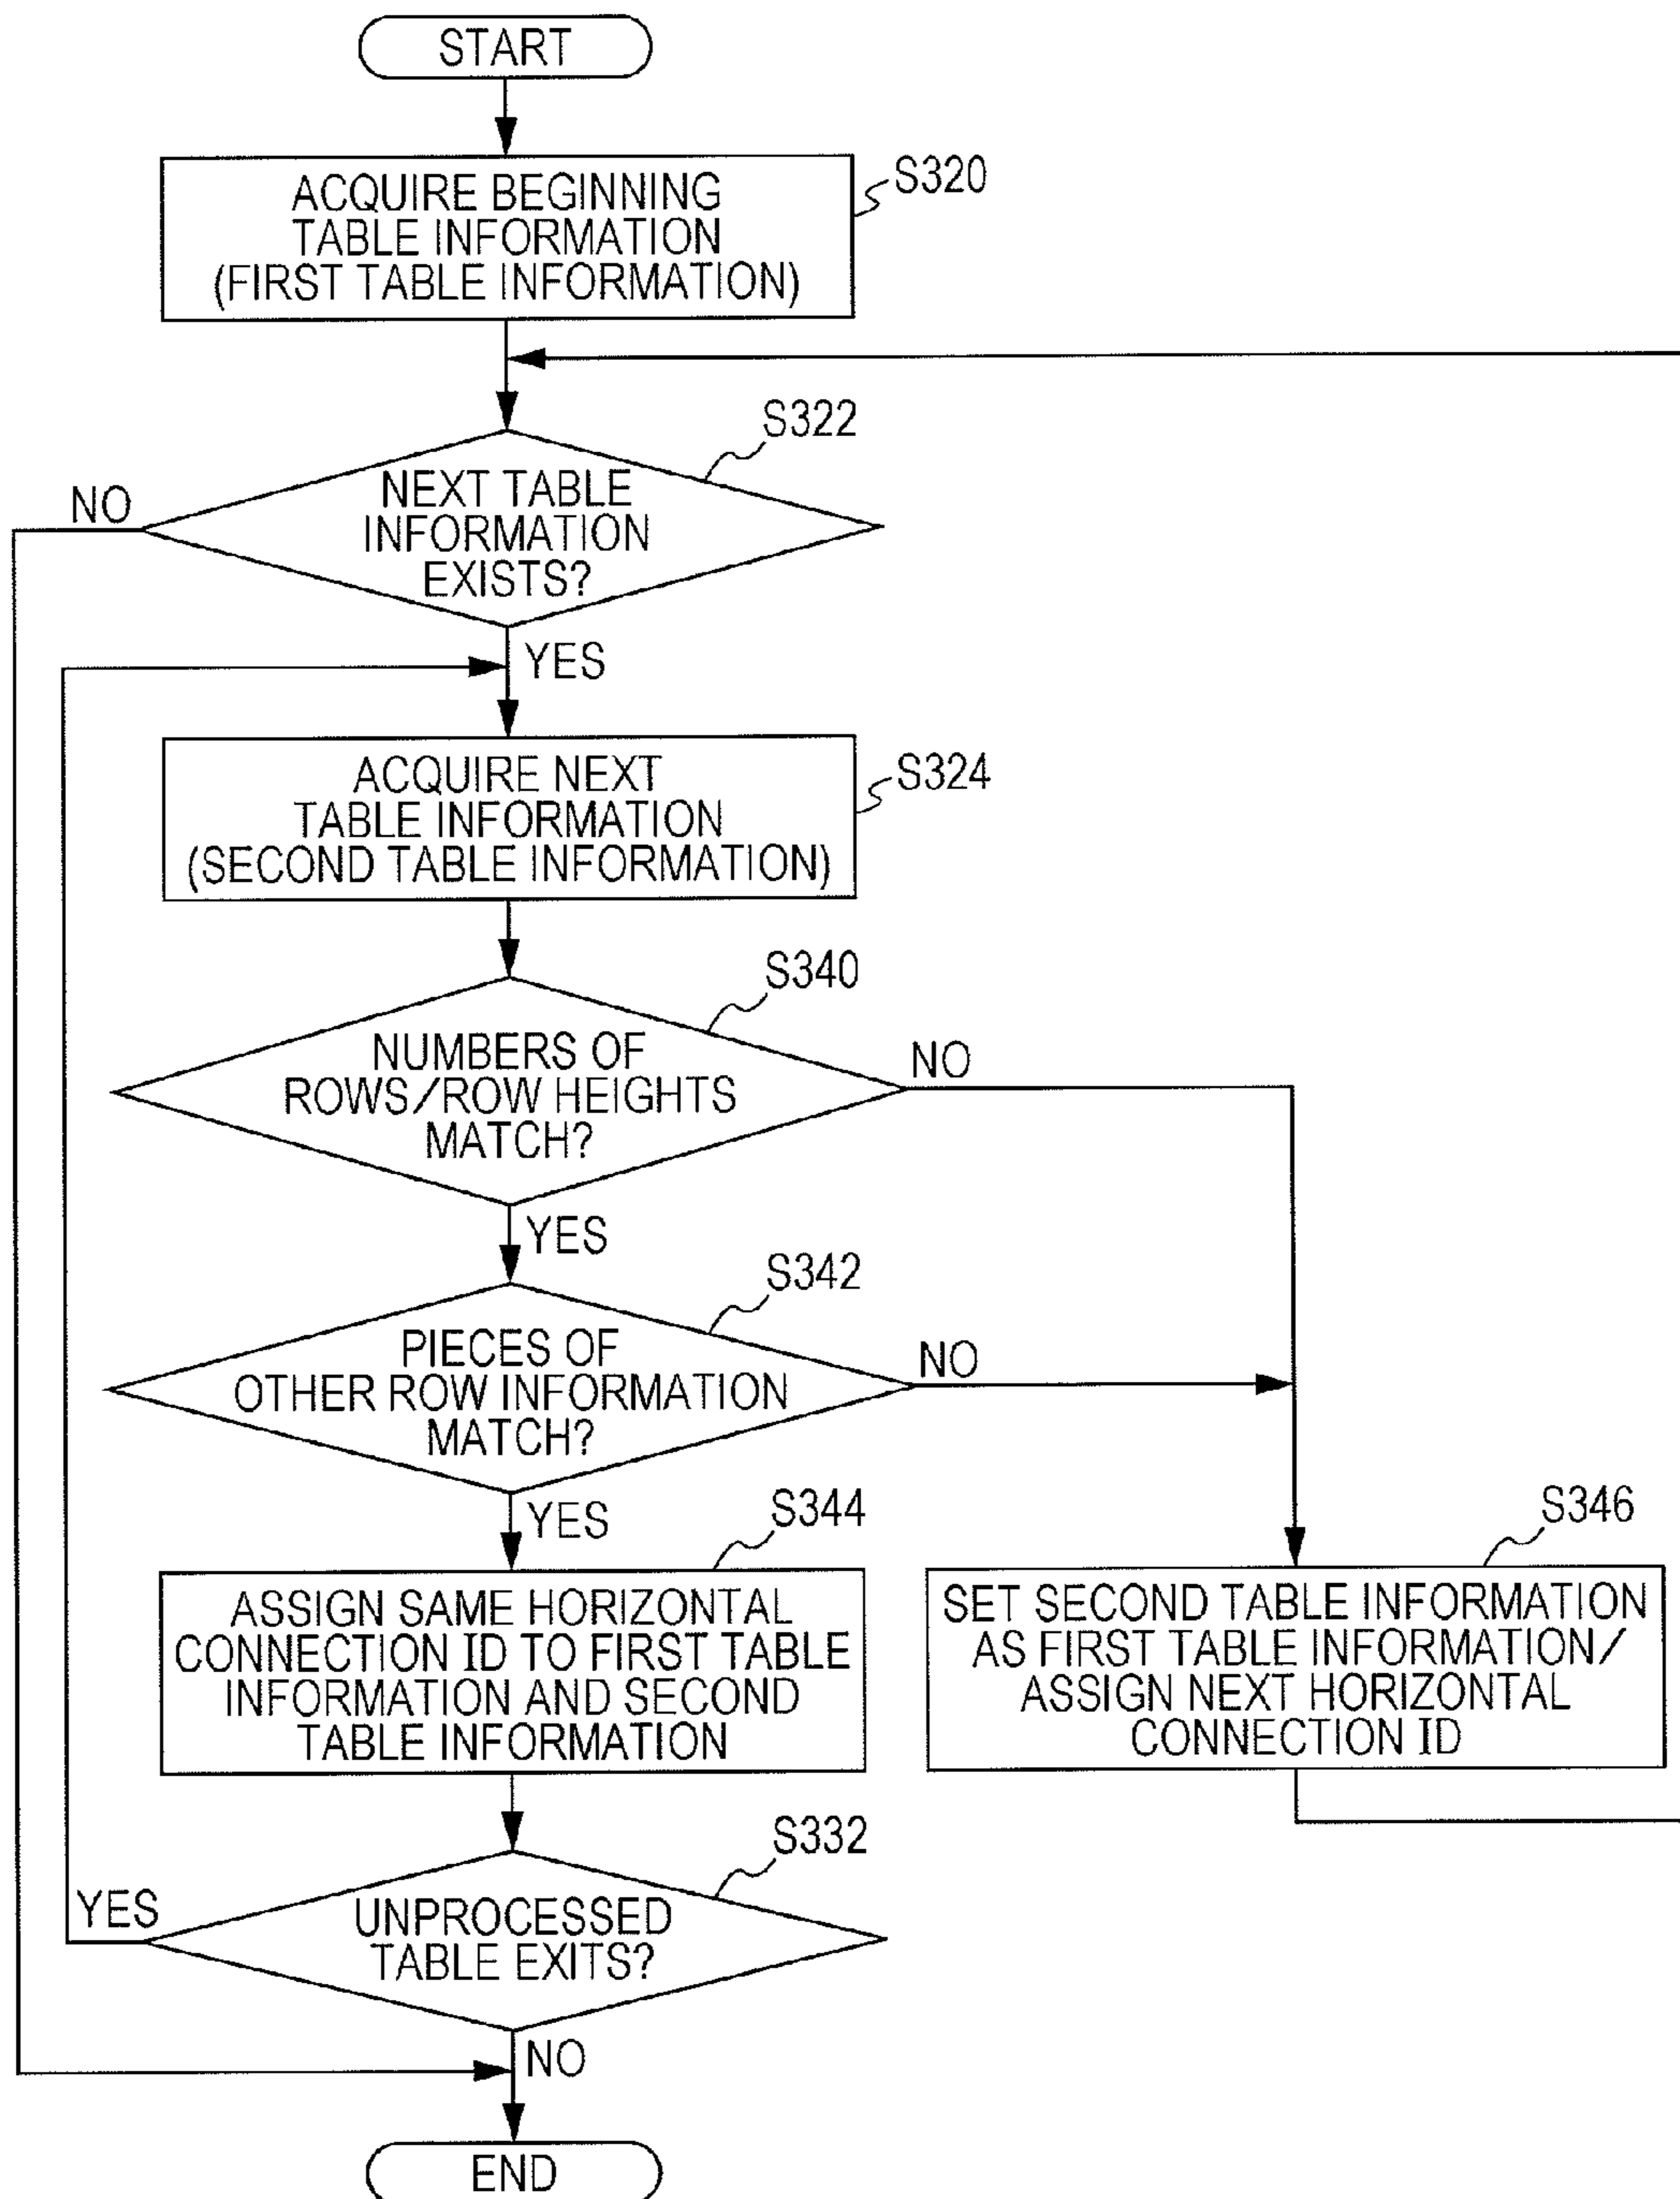 START
ACQUIRE BEGINNING
TABLE INFORMATION
(FIRST TABLE INFORMATION)
S320
S322
NO
NEXT TABLE
INFORMATION
EXISTS?
YES
ACQUIRE NEXT
TABLE INFORMATION
(SECOND TABLE INFORMATION)
S324
S340
NUMBERS OF
ROWS/ROW HEIGHTS
MATCH?
NO
YES
S342
PIECES OF
OTHER ROW INFORMATION
MATCH?
NO
YES
S344
ASSIGN SAME HORIZONTAL
CONNECTION ID TO FIRST TABLE
INFORMATION AND SECOND
TABLE INFORMATION
S346
SET SECOND TABLE INFORMATION
AS FIRST TABLE INFORMATION/
ASSIGN NEXT HORIZONTAL
CONNECTION ID
S332
YES
UNPROCESSED
TABLE EXITS?
NO
END